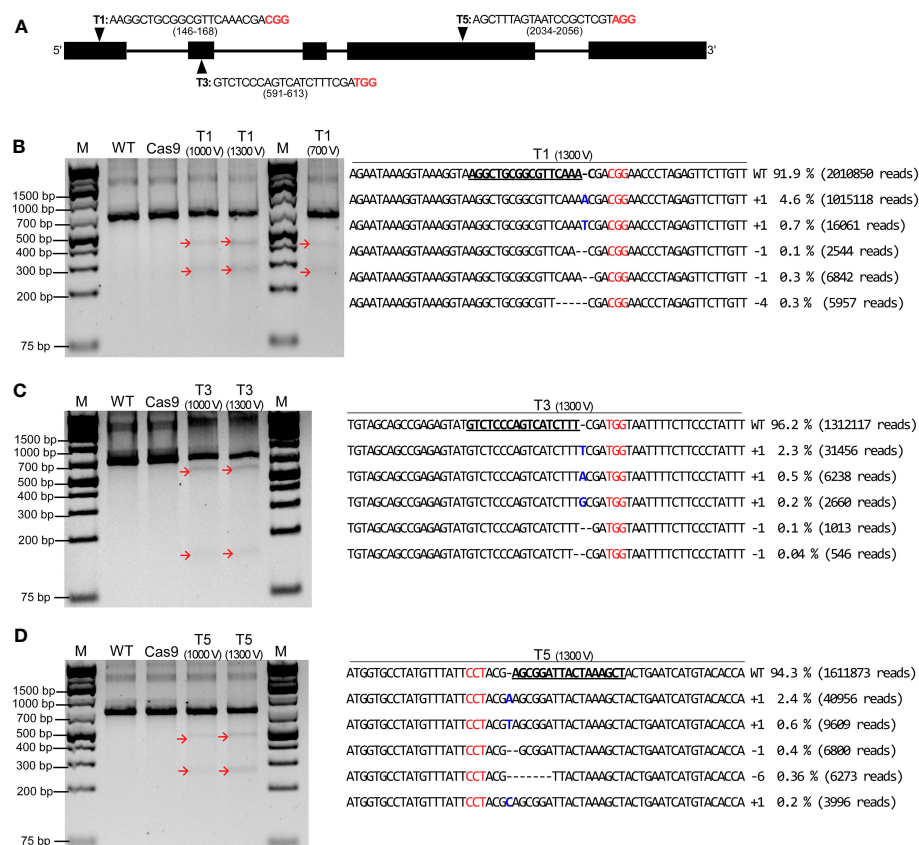 A
T1:AAGGCTGCGGCGTTCAAACGACGG
(146-168)
T5:AGCTTTAGTAATCCGCTCGTAGG
(2034-2056)
5'
3'
T3:GTCTCCCAGTCATCTTTCGATGG
(591-613)
B
M WT Cas9 T1 (1000 V) T1 (1300 V) M T1 (700 V)
1500 bp
1000 bp
700 bp
500 bp
400 bp
300 bp
200 bp
75 bp
T1 (1300 V)
AGAATAAAGGTAAAGGTAAGGCTGCGGCGTTCAAA-CGACGGAACCCTAGAGTTCTTGTT WT 91.9 % (2010850 reads)
AGAATAAAGGTAAAGGTAAGGCTGCGGCGTTCAAAACGACGGAACCCTAGAGTTCTTGTT +1 4.6 % (1015118 reads)
AGAATAAAGGTAAAGGTAAGGCTGCGGCGTTCAAATCGACGGAACCCTAGAGTTCTTGTT +1 0.7 % (16061 reads)
AGAATAAAGGTAAAGGTAAGGCTGCGGCGTTCAA--CGACGGAACCCTAGAGTTCTTGTT -1 0.1 % (2544 reads)
AGAATAAAGGTAAAGGTAAGGCTGCGGCGTTCAAA--GACGGAACCCTAGAGTTCTTGTT -1 0.3 % (6842 reads)
AGAATAAAGGTAAAGGTAAGGCTGCGGCGTT-----CGACGGAACCCTAGAGTTCTTGTT -4 0.3 % (5957 reads)
C
M WT Cas9 T3 (1000 V) T3 (1300 V) M
1500 bp
1000 bp
700 bp
500 bp
400 bp
300 bp
200 bp
75 bp
T3 (1300 V)
TGTAGCAGCCGAGAGTATGTCTCCCAGTCATCTTT-CGATGGTAATTTTCTTCCCTATTT WT 96.2 % (1312117 reads)
TGTAGCAGCCGAGAGTATGTCTCCCAGTCATCTTTTCGATGGTAATTTTCTTCCCTATTT +1 2.3 % (31456 reads)
TGTAGCAGCCGAGAGTATGTCTCCCAGTCATCTTTACGATGGTAATTTTCTTCCCTATTT +1 0.5 % (6238 reads)
TGTAGCAGCCGAGAGTATGTCTCCCAGTCATCTTTGCGATGGTAATTTTCTTCCCTATTT +1 0.2 % (2660 reads)
TGTAGCAGCCGAGAGTATGTCTCCCAGTCATCTTT--GATGGTAATTTTCTTCCCTATTT -1 0.1 % (1013 reads)
TGTAGCAGCCGAGAGTATGTCTCCCAGTCATCTT--CGATGGTAATTTTCTTCCCTATTT -1 0.04 % (546 reads)
D
M WT Cas9 T5 (1000 V) T5 (1300 V) M
1500 bp
1000 bp
700 bp
500 bp
400 bp
300 bp
200 bp
75 bp
T5 (1300 V)
ATGGTGCCTATGTTTATTCCTACG-AGCGGATTACTAAAGCTACTGAATCATGTACACCA WT 94.3 % (1611873 reads)
ATGGTGCCTATGTTTATTCCTACGAAGCGGATTACTAAAGCTACTGAATCATGTACACCA +1 2.4 % (40956 reads)
ATGGTGCCTATGTTTATTCCTACGTAGCGGATTACTAAAGCTACTGAATCATGTACACCA +1 0.6 % (9609 reads)
ATGGTGCCTATGTTTATTCCTACG--GCGGATTACTAAAGCTACTGAATCATGTACACCA -1 0.4 % (6800 reads)
ATGGTGCCTATGTTTATTCCTACG-------TTACTAAAGCTACTGAATCATGTACACCA -6 0.36 % (6273 reads)
ATGGTGCCTATGTTTATTCCTACGCAGCGGATTACTAAAGCTACTGAATCATGTACACCA +1 0.2 % (3996 reads)